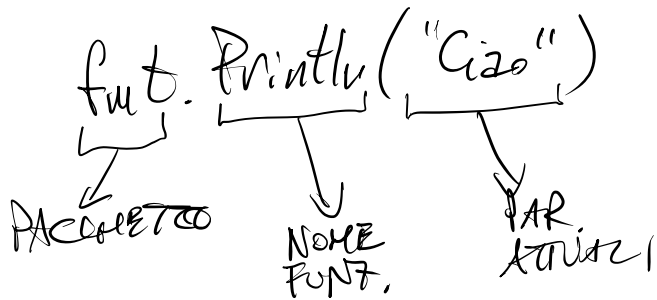 fmt.Println("Ciao")
PACCHETTO
NOME
FUNZ.
PAR.
ATTUALI